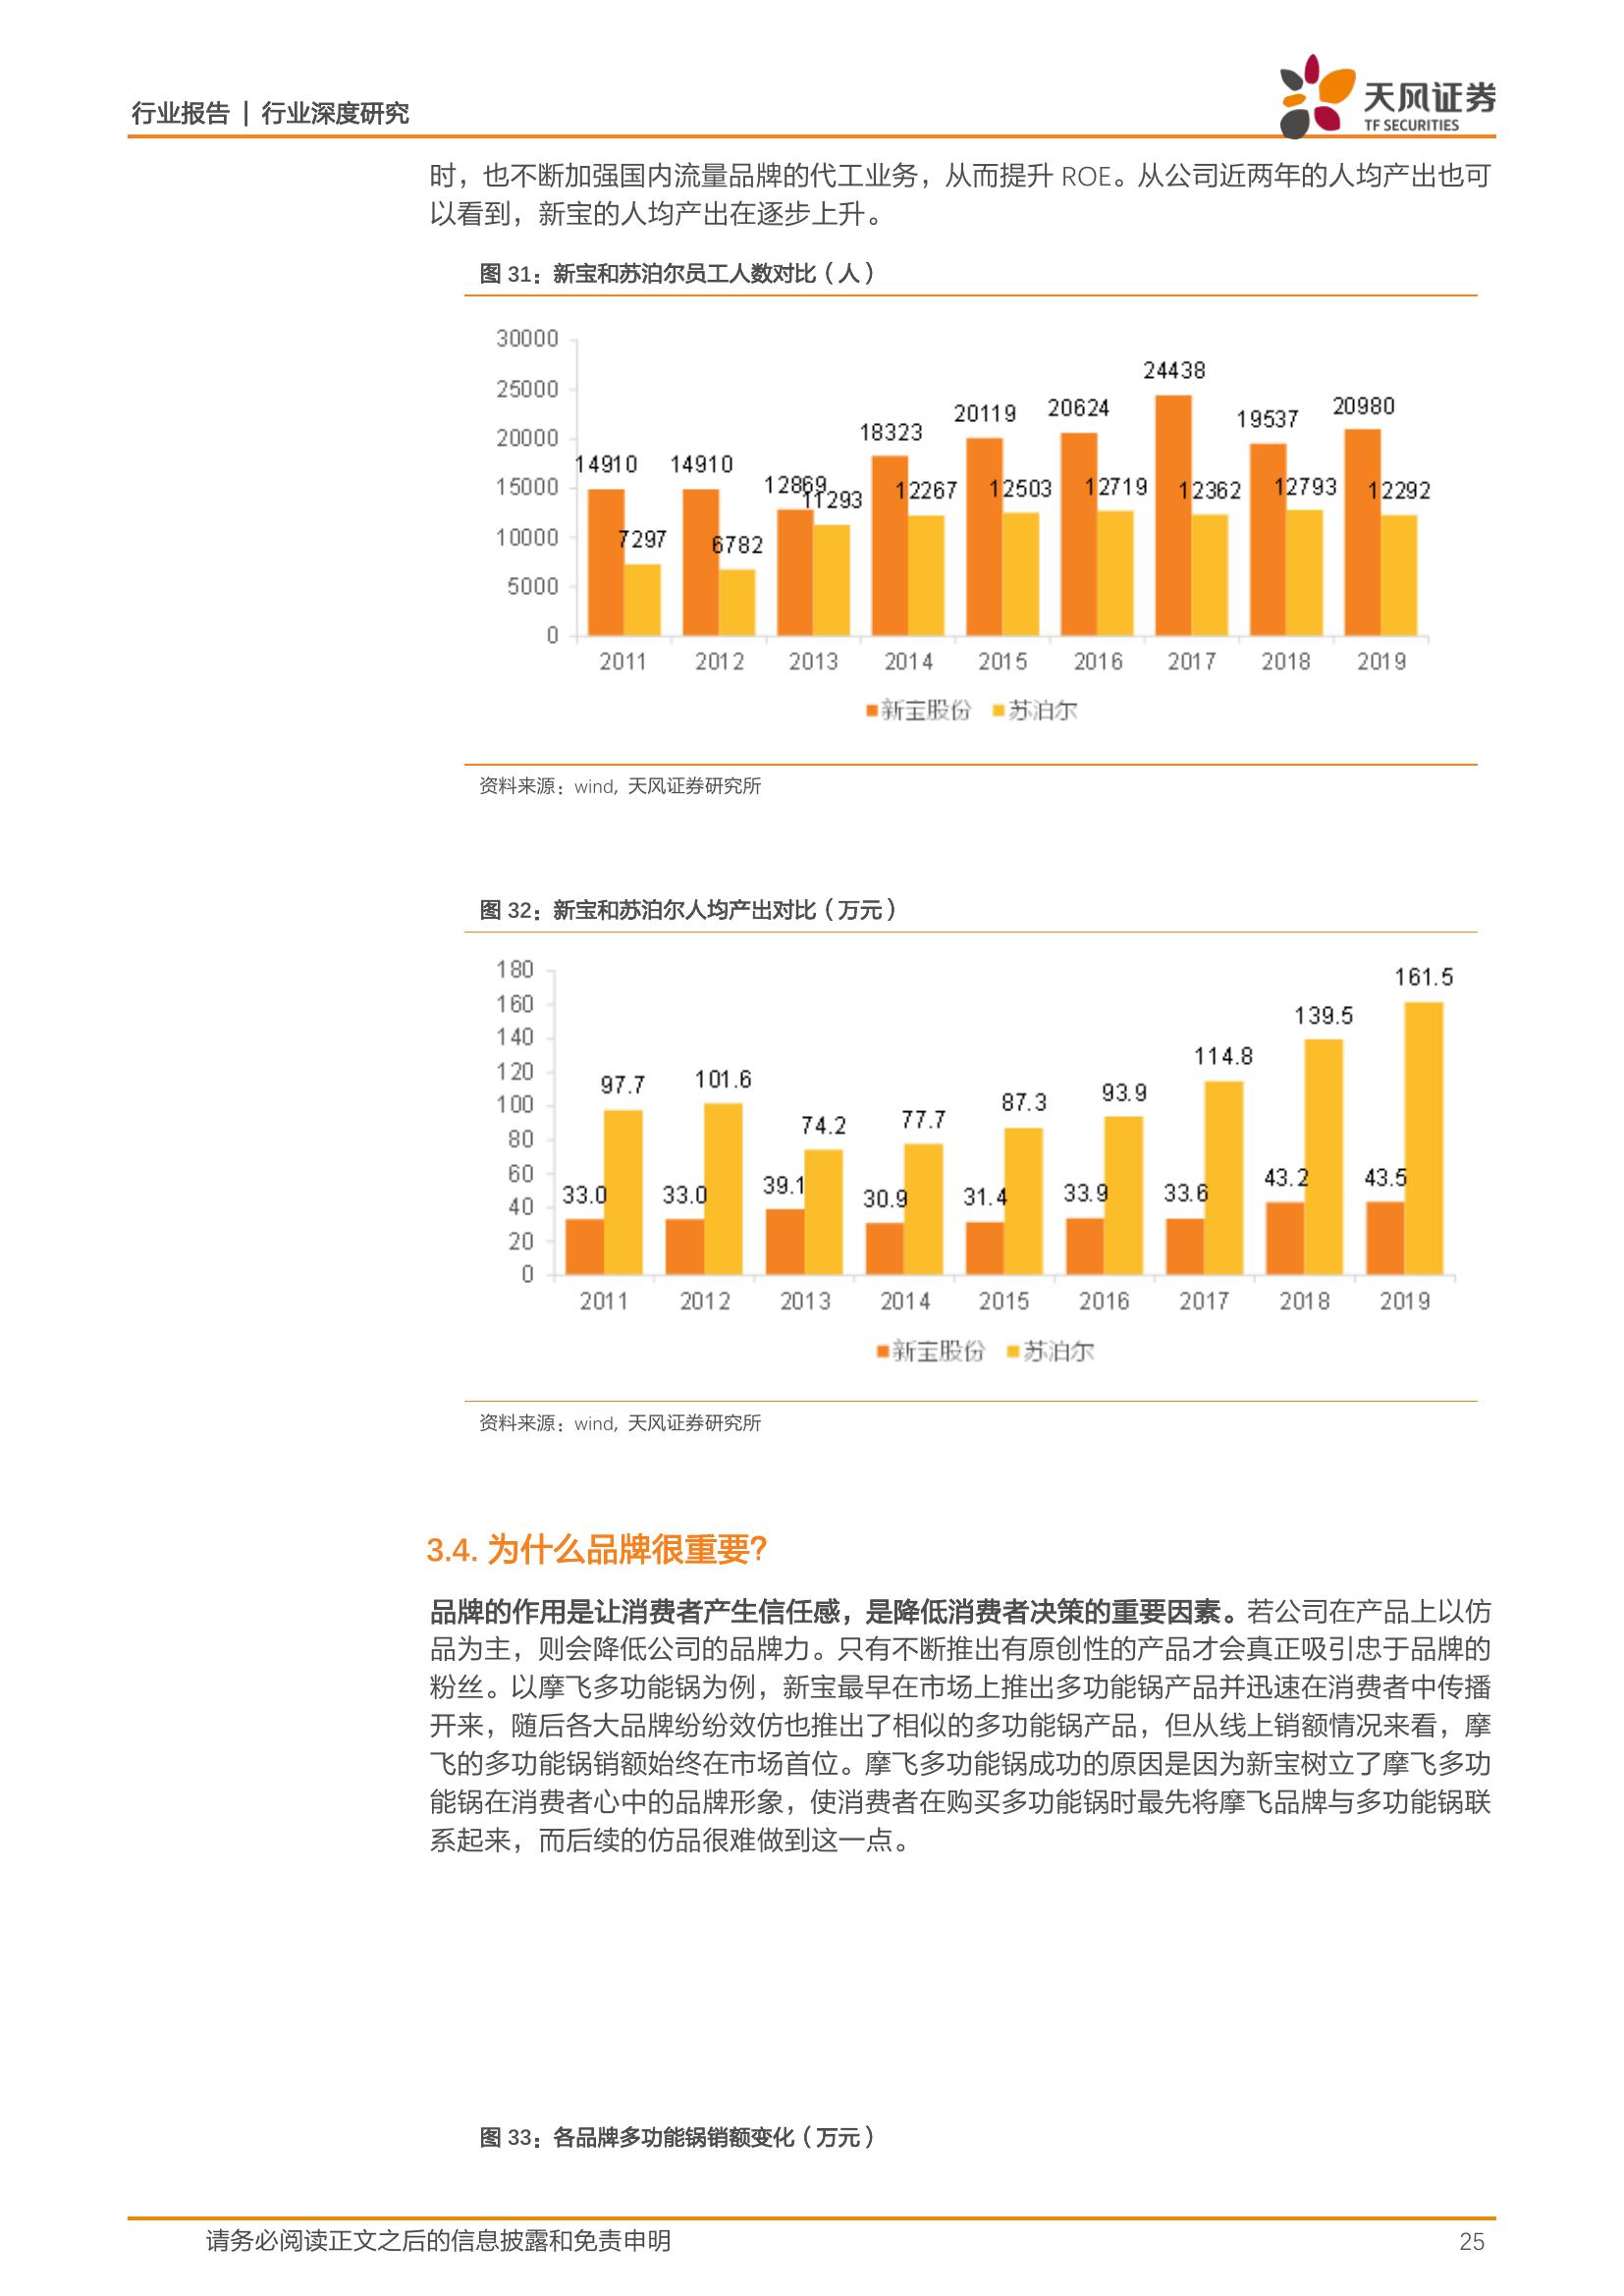 行业报告 | 行业深度研究
天风证券
TF SECURITIES
时，也不断加强国内流量品牌的代工业务，从而提升 ROE。从公司近两年的人均产出也可
以看到，新宝的人均产出在逐步上升。
图 31：新宝和苏泊尔员工人数对比（人）
30000
25000
20000
15000
10000
5000
0
14910 14910 12869 18323 20119 20624 24438 19537 20980
7297 6782 11293 12267 12503 12719 12362 12793 12292
2011 2012 2013 2014 2015 2016 2017 2018 2019
新宝股份 苏泊尔
资料来源：wind, 天风证券研究所
图 32：新宝和苏泊尔人均产出对比（万元）
180
160
140
120
100
80
60
40
20
0
97.7 101.6 74.2 77.7 87.3 93.9 114.8 139.5 161.5
33.0 33.0 39.1 30.9 31.4 33.9 33.6 43.2 43.5
2011 2012 2013 2014 2015 2016 2017 2018 2019
新宝股份 苏泊尔
资料来源：wind, 天风证券研究所
3.4. 为什么品牌很重要？
品牌的作用是让消费者产生信任感，是降低消费者决策的重要因素。若公司在产品上以仿
品为主，则会降低公司的品牌力。只有不断推出有原创性的产品才会真正吸引忠于品牌的
粉丝。以摩飞多功能锅为例，新宝最早在市场上推出多功能锅产品并迅速在消费者中传播
开来，随后各大品牌纷纷效仿也推出了相似的多功能锅产品，但从线上销额情况来看，摩
飞的多功能锅销额始终在市场首位。摩飞多功能锅成功的原因是因为新宝树立了摩飞多功
能锅在消费者心中的品牌形象，使消费者在购买多功能锅时最先将摩飞品牌与多功能锅联
系起来，而后续的仿品很难做到这一点。
图 33：各品牌多功能锅销额变化（万元）
请务必阅读正文之后的信息披露和免责申明
25